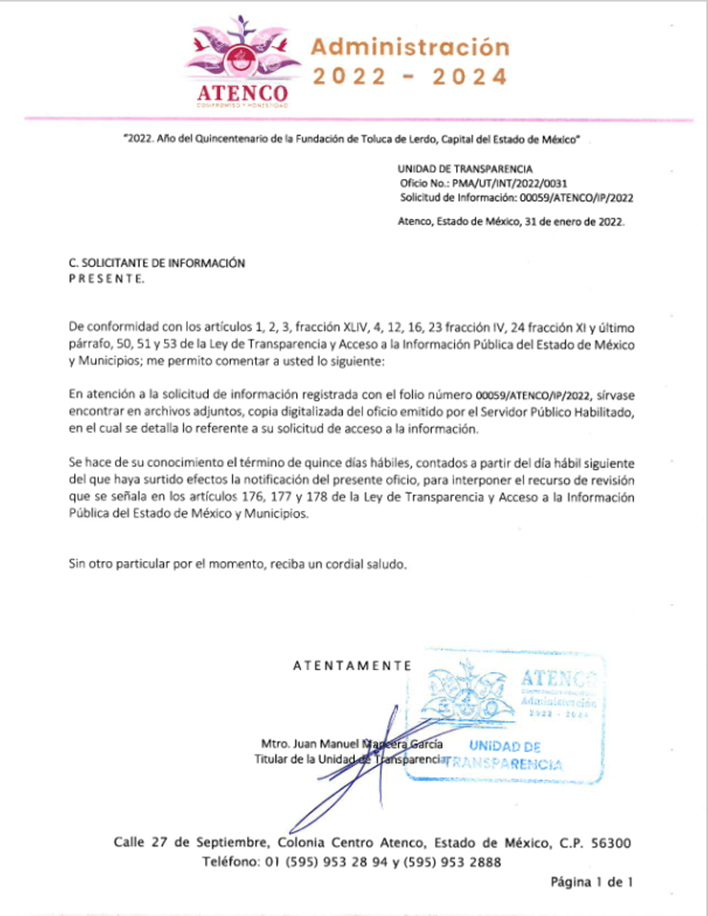 ATENCO
COMPROMISO Y HONESTIDAD
Administración
2022 - 2024
"2022. Año del Quincentenario de la Fundación de Toluca de Lerdo, Capital del Estado de México"
UNIDAD DE TRANSPARENCIA
Oficio No.: PMA/UT/INT/2022/0031
Solicitud de Información: 00059/ATENCO/IP/2022
Atenco, Estado de México, 31 de enero de 2022.
C. SOLICITANTE DE INFORMACIÓN
P R E S E N T E.
De conformidad con los artículos 1, 2, 3, fracción XLIV, 4, 12, 16, 23 fracción IV, 24 fracción XI y último
párrafo, 50, 51 y 53 de la Ley de Transparencia y Acceso a la Información Pública del Estado de México
y Municipios; me permito comentar a usted lo siguiente:
En atención a la solicitud de información registrada con el folio número 00059/ATENCO/IP/2022, sírvase
encontrar en archivos adjuntos, copia digitalizada del oficio emitido por el Servidor Público Habilitado,
en el cual se detalla lo referente a su solicitud de acceso a la información.
Se hace de su conocimiento el término de quince días hábiles, contados a partir del día hábil siguiente
del que haya surtido efectos la notificación del presente oficio, para interponer el recurso de revisión
que se señala en los artículos 176, 177 y 178 de la Ley de Transparencia y Acceso a la Información
Pública del Estado de México y Municipios.
Sin otro particular por el momento, reciba un cordial saludo.
A T E N T A M E N T E
ATENCO
COMPROMISO Y HONESTIDAD
Administración
2022 - 2024
UNIDAD DE
TRANSPARENCIA
Mtro. Juan Manuel Mancera García
Titular de la Unidad de Transparencia
Calle 27 de Septiembre, Colonia Centro Atenco, Estado de México, C.P. 56300
Teléfono: 01 (595) 953 28 94 y (595) 953 2888
Página 1 de 1